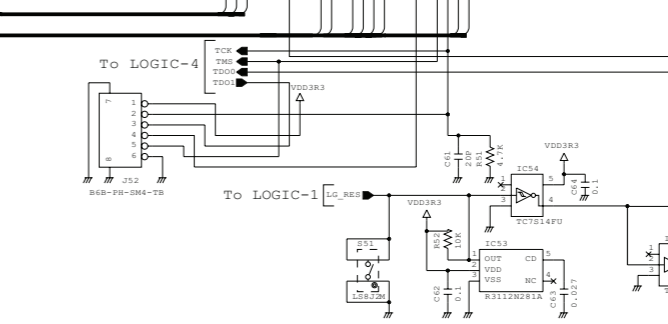 TCK
TMS
To LOGIC-4
TDO0
TDO1
VDD3R3
7
1
2
3
4
5
6
8
J52
B6B-PH-SM4-TB
C61
20P
R51
4.7K
VDD3R3
IC54
1
2
3
5
4
C64
0.1
TC7S14FU
To LOGIC-1
LG_RES
VDD3R3
R52
10K
S51
LS8J2M
IC53
1
2
3
OUT
VDD
VSS
CD
NC
5
4
R3112N281A
C62
0.1
C63
0.027
1
2
3